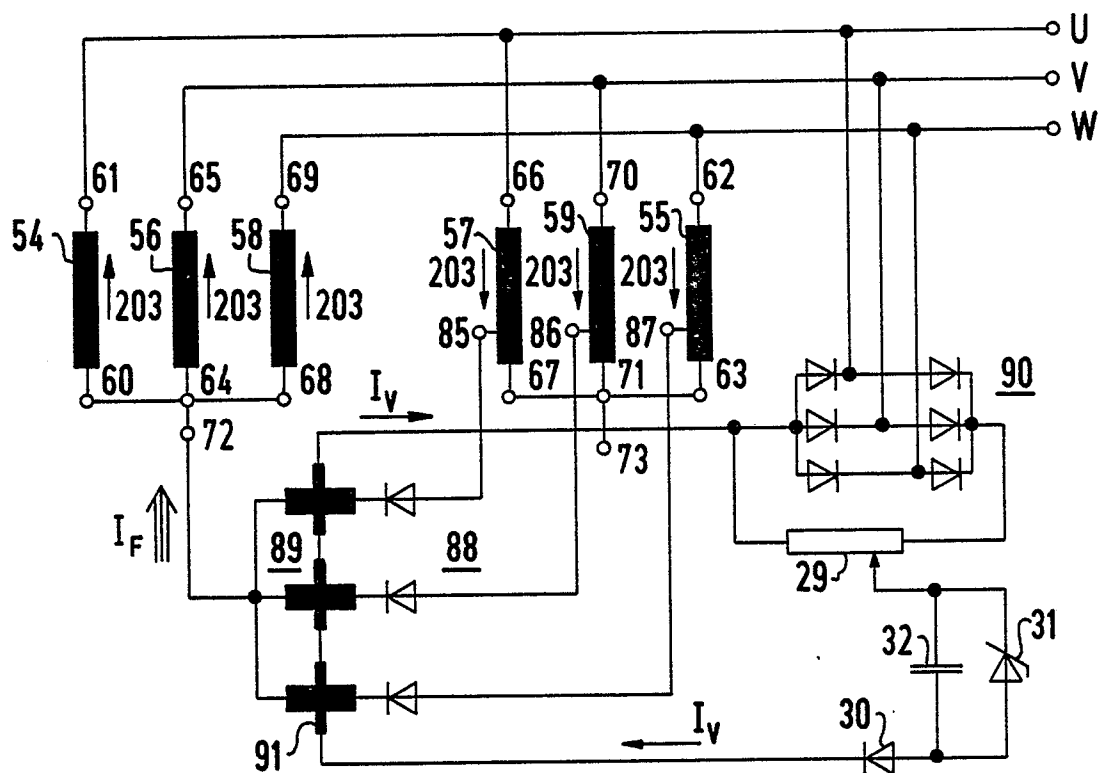 U
V
W
61 65 69 66 70 62
54 56 58 57 59 55
203 203 203 203 203 203
85 86 87
60 64 68 67 71 63 90
I_V
72 73
I_F 89 88 29
32 31
91 I_V 30